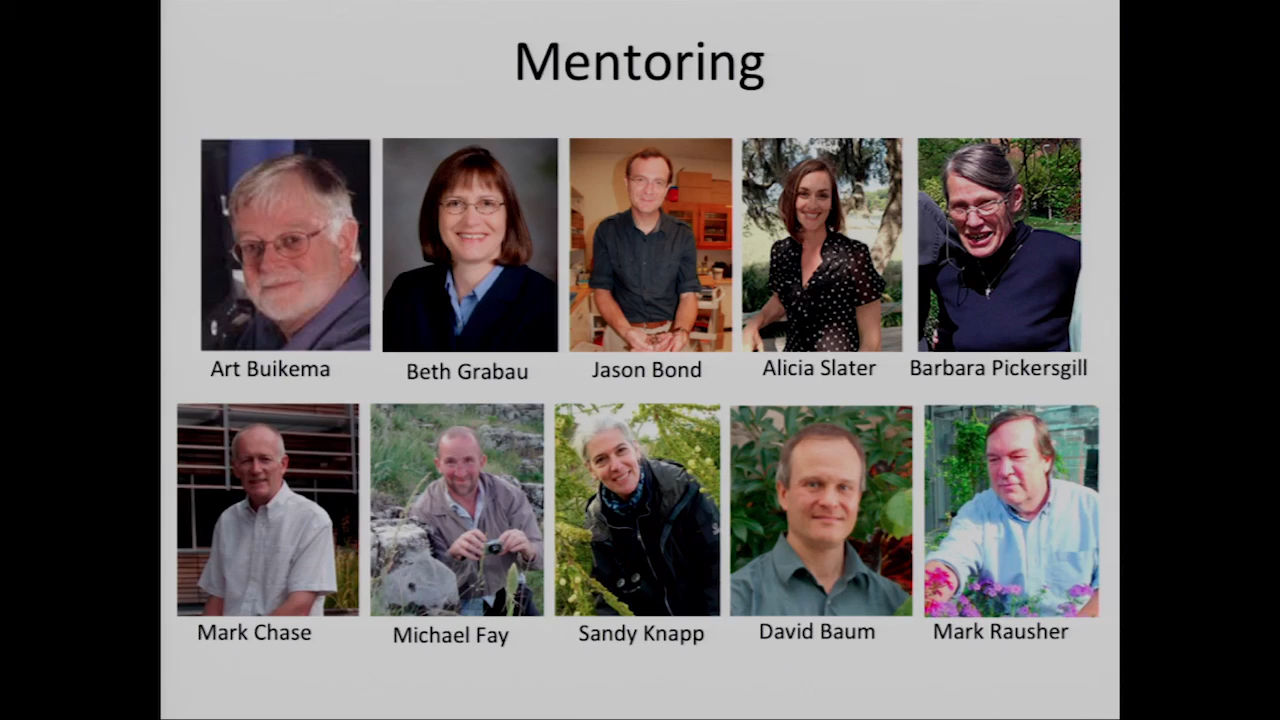 Mentoring
Art Buikema
Beth Grabau
Jason Bond
Alicia Slater
Barbara Pickersgill
Mark Chase
Michael Fay
Sandy Knapp
David Baum
Mark Rausher